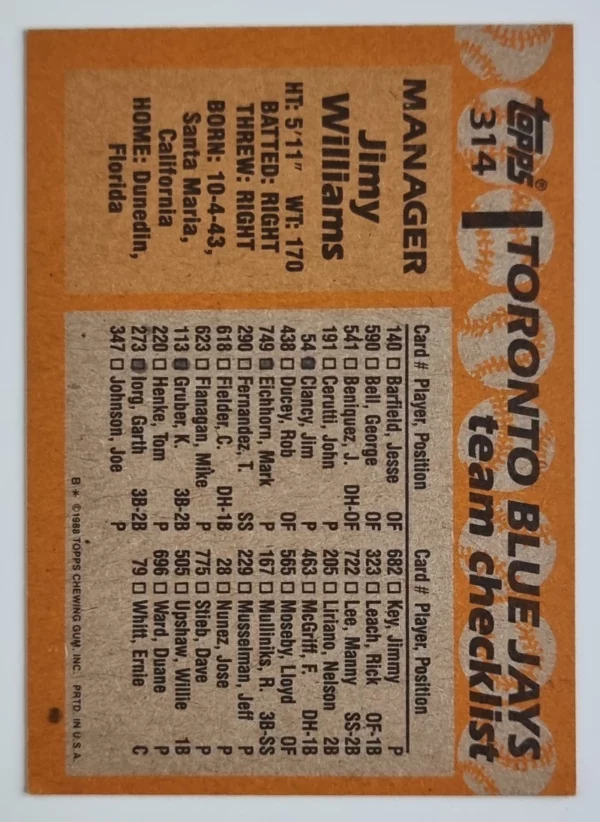 topps®
314
TORONTO BLUE JAYS
team checklist
MANAGER
Jimy
Williams
HT: 5'11" WT: 170
BATTED: RIGHT
THREW: RIGHT
BORN: 10-4-43,
Santa Maria,
California
HOME: Dunedin,
Florida
Card # Player, Position
140 □ Barfield, Jesse OF
590 □ Bell, George OF
541 □ Beniquez, J. DH-OF
191 □ Cerutti, John P
54 □ Clancy, Jim P
438 □ Ducey, Rob OF
749 □ Eichhorn, Mark P
290 □ Fernandez, T. SS
618 □ Fielder, C. DH-1B
623 □ Flanagan, Mike P
113 □ Gruber, K. 3B-2B
220 □ Henke, Tom P
273 □ Iorg, Garth 3B-2B
347 □ Johnson, Joe P
Card # Player, Position
682 □ Key, Jimmy P
323 □ Leach, Rick OF-1B
722 □ Lee, Manny SS-2B
205 □ Liriano, Nelson 2B
463 □ McGriff, F. DH-1B
565 □ Moseby, Lloyd OF
167 □ Mulliniks, R. 3B-SS
229 □ Musselman, Jeff P
28 □ Nunez, Jose P
775 □ Stieb, Dave P
505 □ Upshaw, Willie 1B
696 □ Ward, Duane P
79 □ Whitt, Ernie C
B* ©1988 TOPPS CHEWING GUM, INC. PRTD. IN U.S.A.